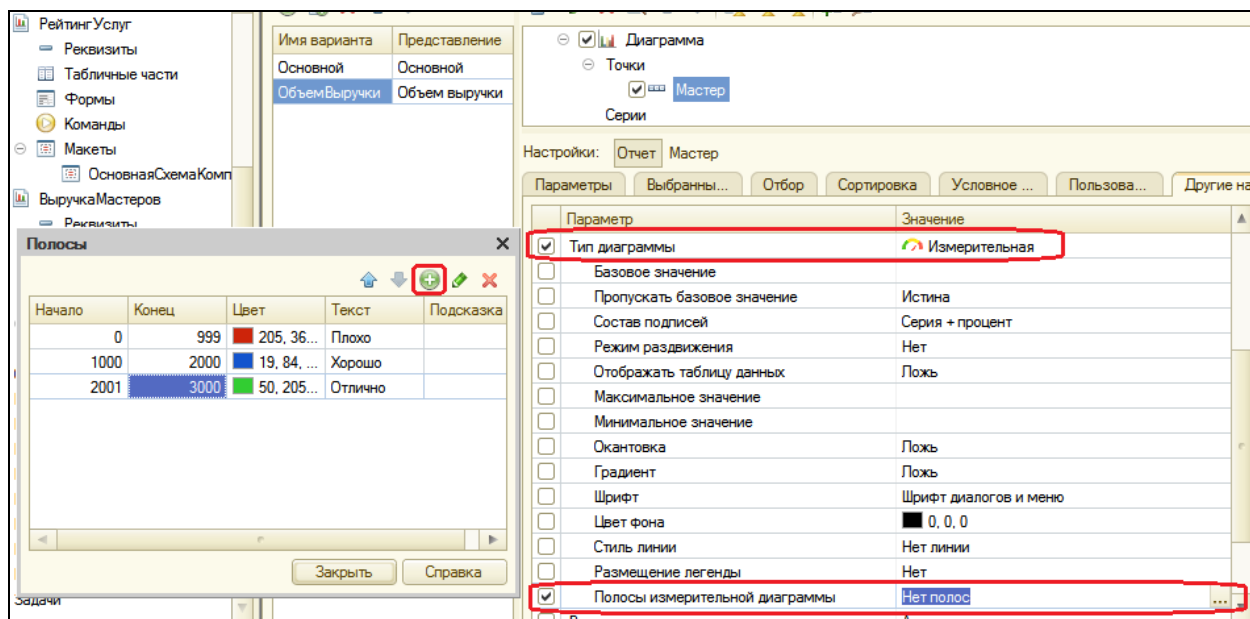 РейтингУслуг
Реквизиты
Табличные части
Формы
Команды
Макеты
ОсновнаяСхемаКомп
ВыручкаМастеров
Реквизиты
Задачи
Имя варианта Представление
Основной Основной
ОбъемВыручки Объем выручки
Диаграмма
Точки
Мастер
Серии
Настройки: Отчет Мастер
Параметры Выбранны... Отбор Сортировка Условное ... Пользова... Другие на
Параметр Значение
Тип диаграммы Измерительная
Базовое значение
Пропускать базовое значение Истина
Состав подписей Серия + процент
Режим раздвижения Нет
Отображать таблицу данных Ложь
Максимальное значение
Минимальное значение
Окантовка Ложь
Градиент Ложь
Шрифт Шрифт диалогов и меню
Цвет фона 0, 0, 0
Стиль линии Нет линии
Размещение легенды Нет
Полосы измерительной диаграммы Нет полос ...
Полосы
Начало Конец Цвет Текст Подсказка
0 999 205, 36... Плохо
1000 2000 19, 84, ... Хорошо
2001 3000 50, 205... Отлично
Закрыть Справка